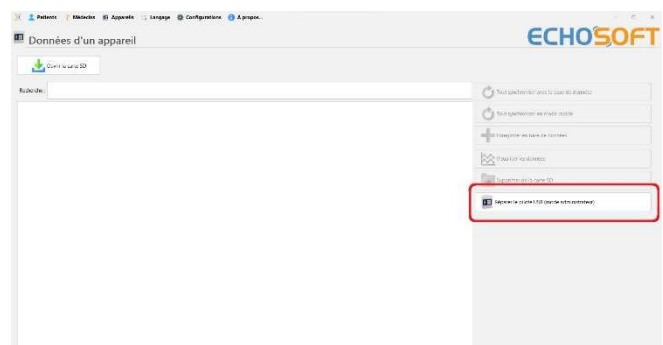 Patients Médecins Appareils Langage Configurations A propos...
Données d'un appareil
ECHOSOFT
Ouvrir la carte SD
Recherche:
Tout synchroniser avec la base de données
Tout synchroniser en mode mobile
Enregistrer en base de données
Visualiser les données
Supprimer de la carte SD
Réparer le pilote USB (mode administrateur)